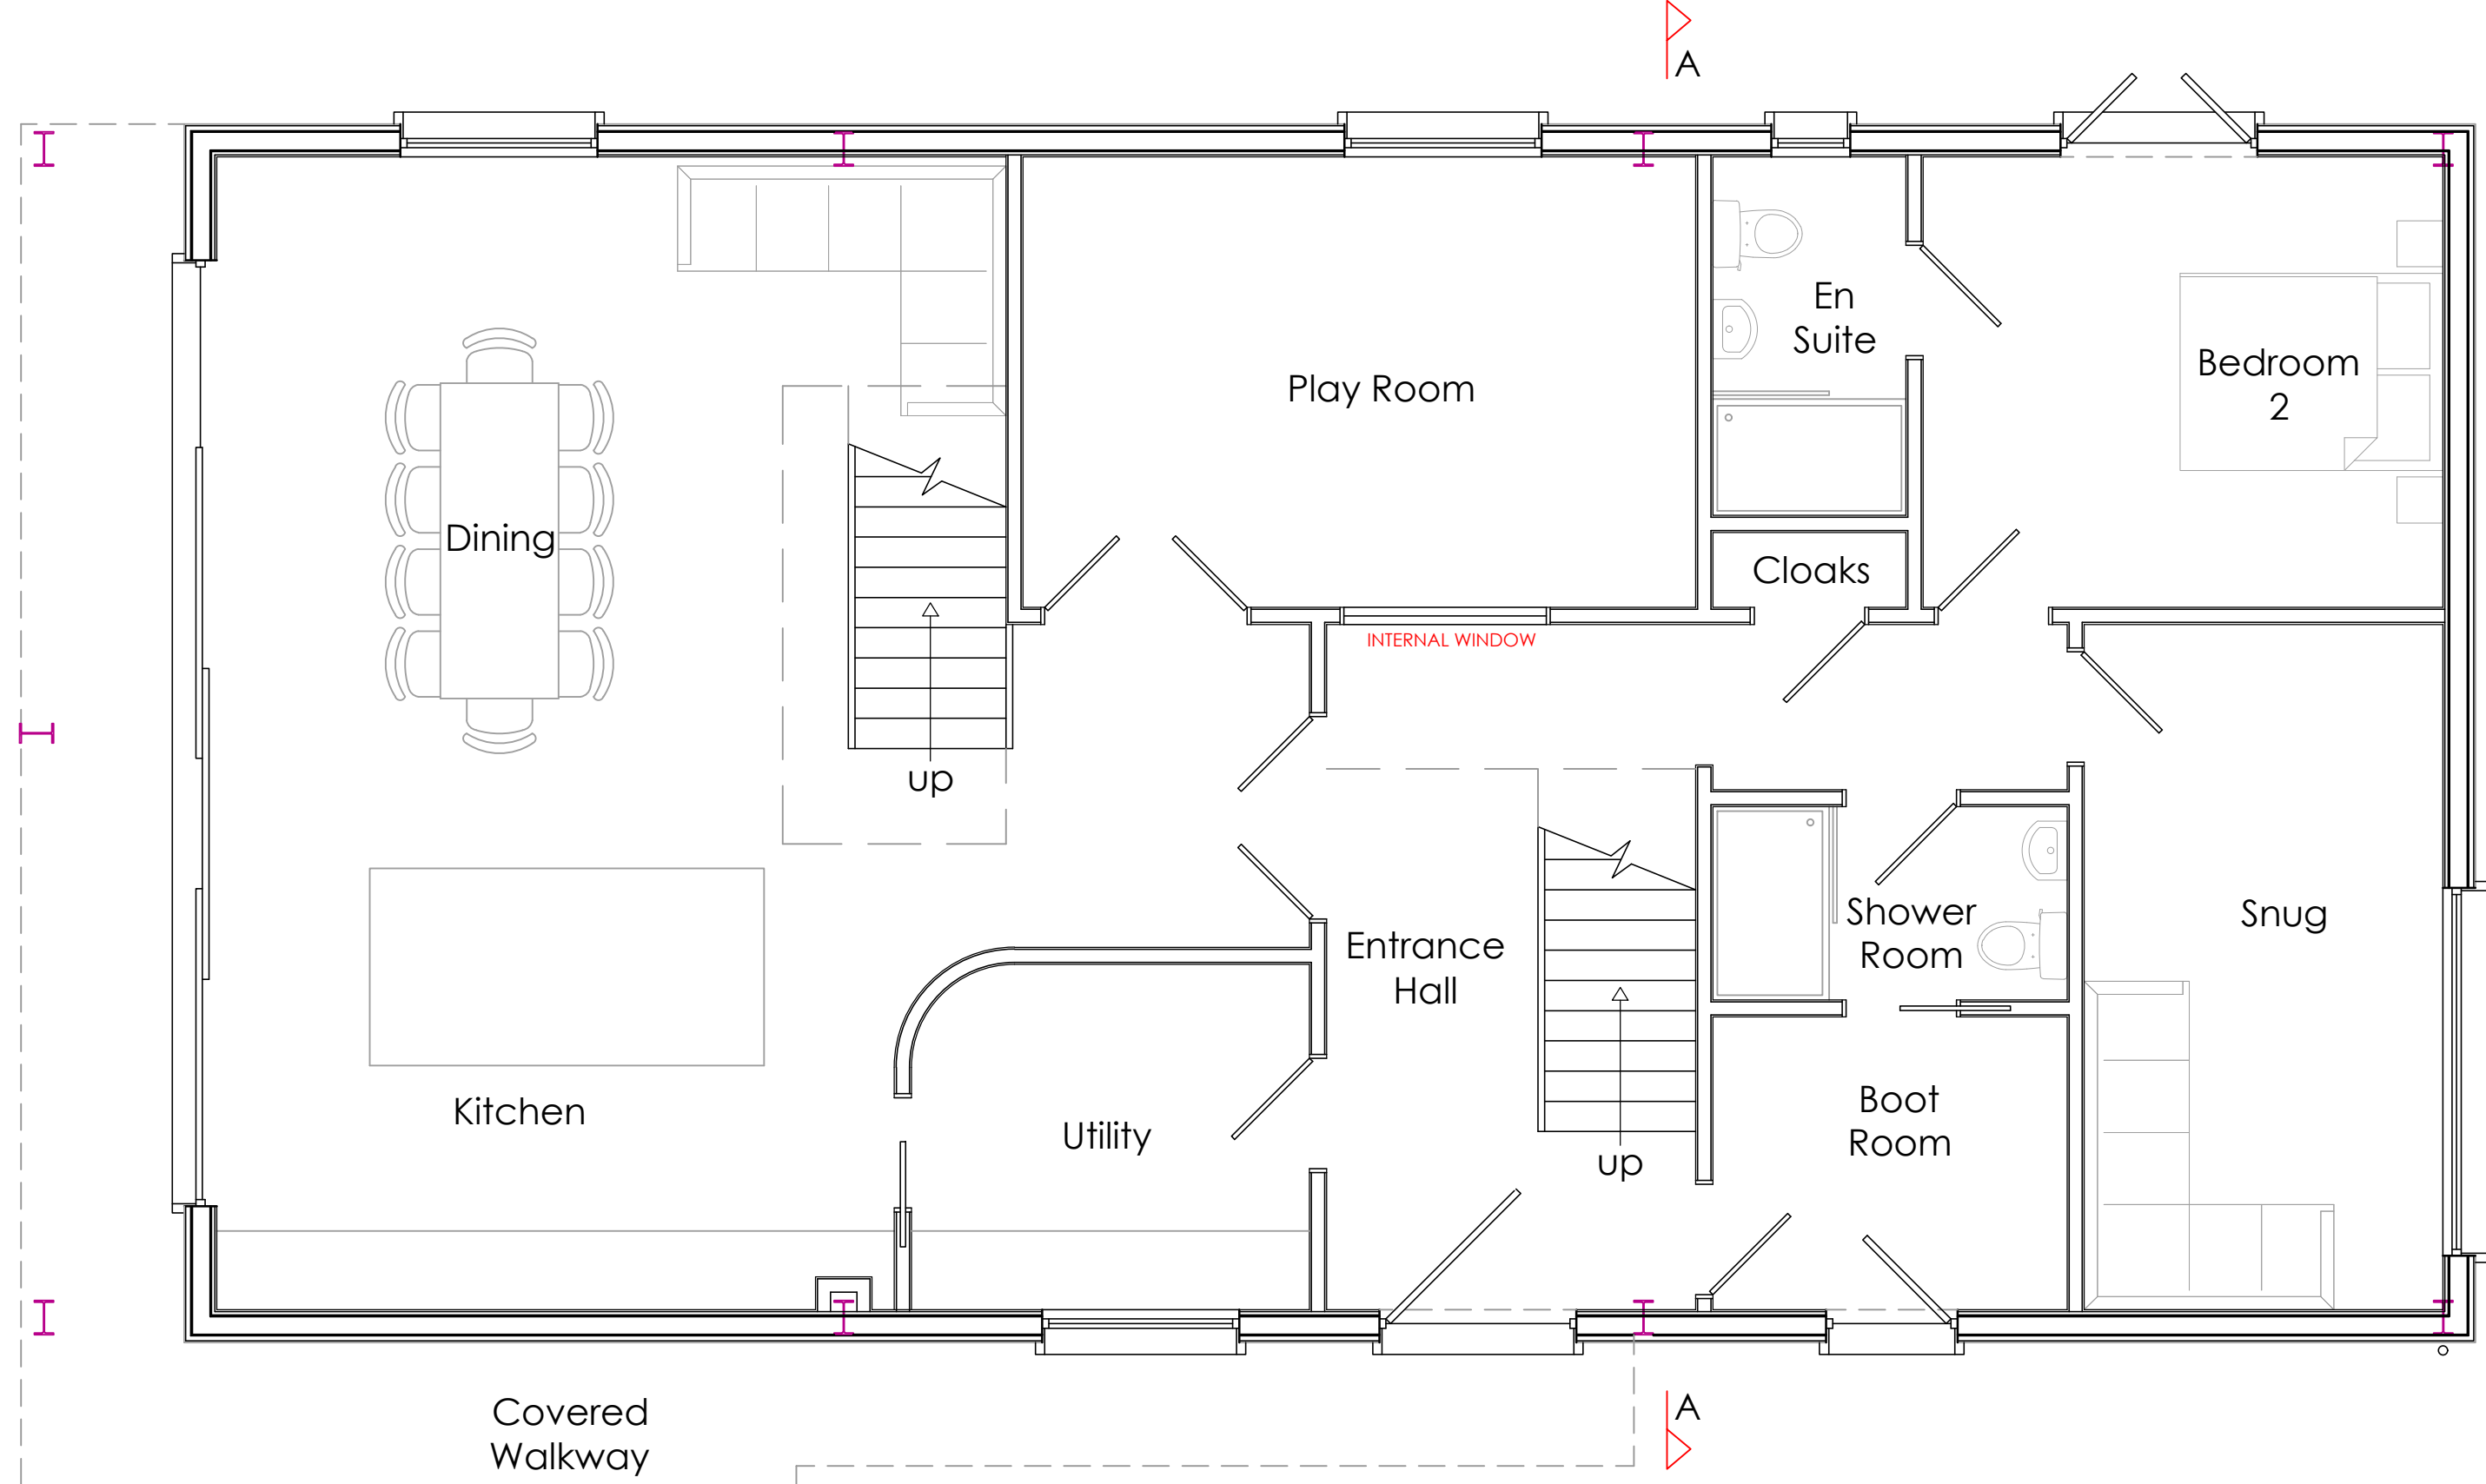 A
En
Suite
Bedroom
2
Play Room
Dining
Cloaks
INTERNAL WINDOW
up
Entrance
Hall
Shower
Room
Snug
Kitchen
Utility
Boot
Room
up
Covered
Walkway
A